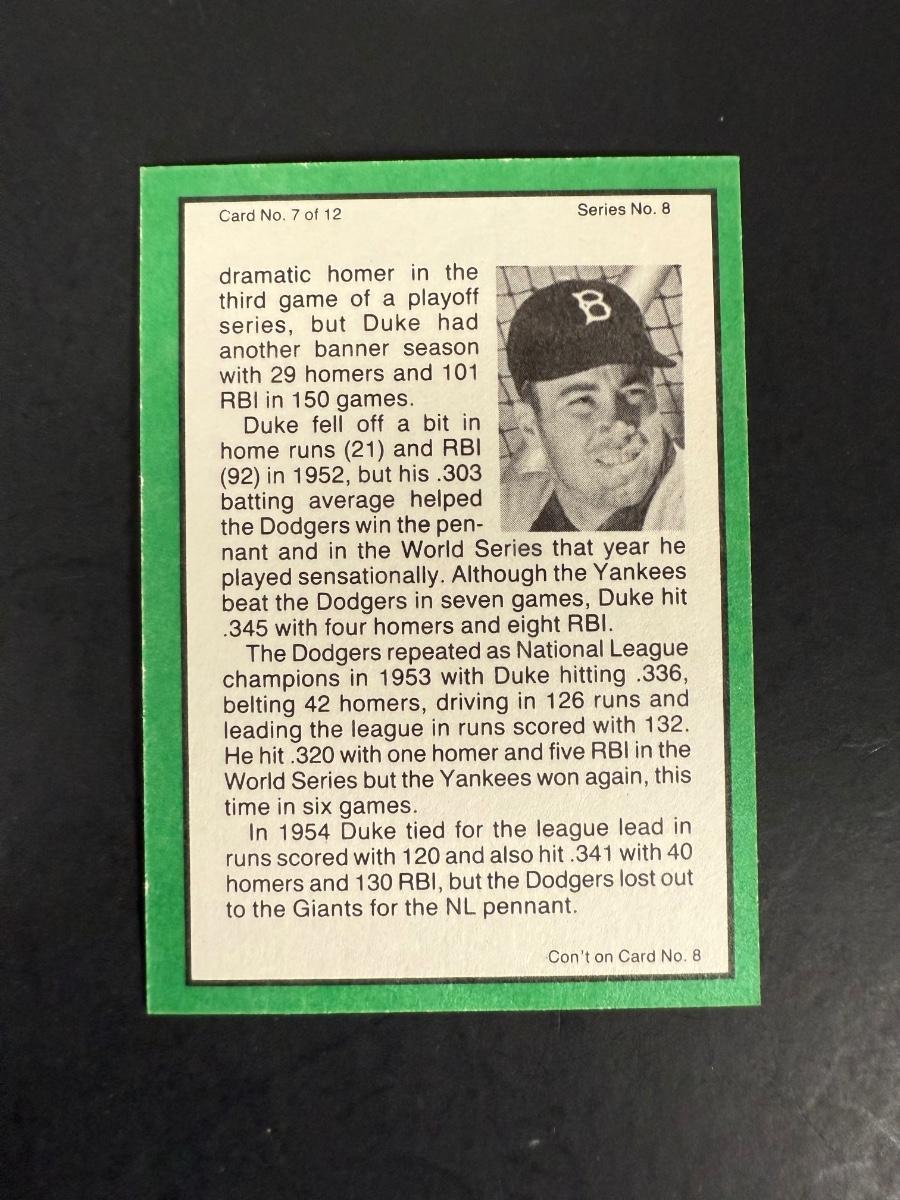 Card No. 7 of 12
Series No. 8
dramatic homer in the
third game of a playoff
series, but Duke had
another banner season
with 29 homers and 101
RBI in 150 games.
Duke fell off a bit in
home runs (21) and RBI
(92) in 1952, but his .303
batting average helped
the Dodgers win the pen-
nant and in the World Series that year he
played sensationally. Although the Yankees
beat the Dodgers in seven games, Duke hit
.345 with four homers and eight RBI.
The Dodgers repeated as National League
champions in 1953 with Duke hitting .336,
belting 42 homers, driving in 126 runs and
leading the league in runs scored with 132.
He hit .320 with one homer and five RBI in the
World Series but the Yankees won again, this
time in six games.
In 1954 Duke tied for the league lead in
runs scored with 120 and also hit .341 with 40
homers and 130 RBI, but the Dodgers lost out
to the Giants for the NL pennant.
Con't on Card No. 8
B